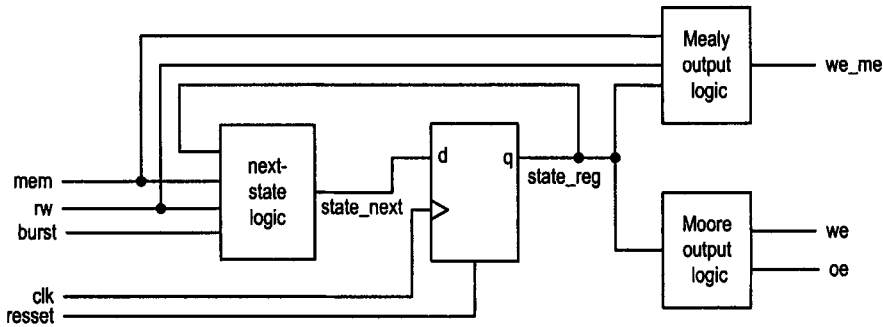 Mealy
output
logic
we_me
next-
state
logic
d
q
mem
rw
burst
state_next
state_reg
Moore
output
logic
we
oe
clk
resset